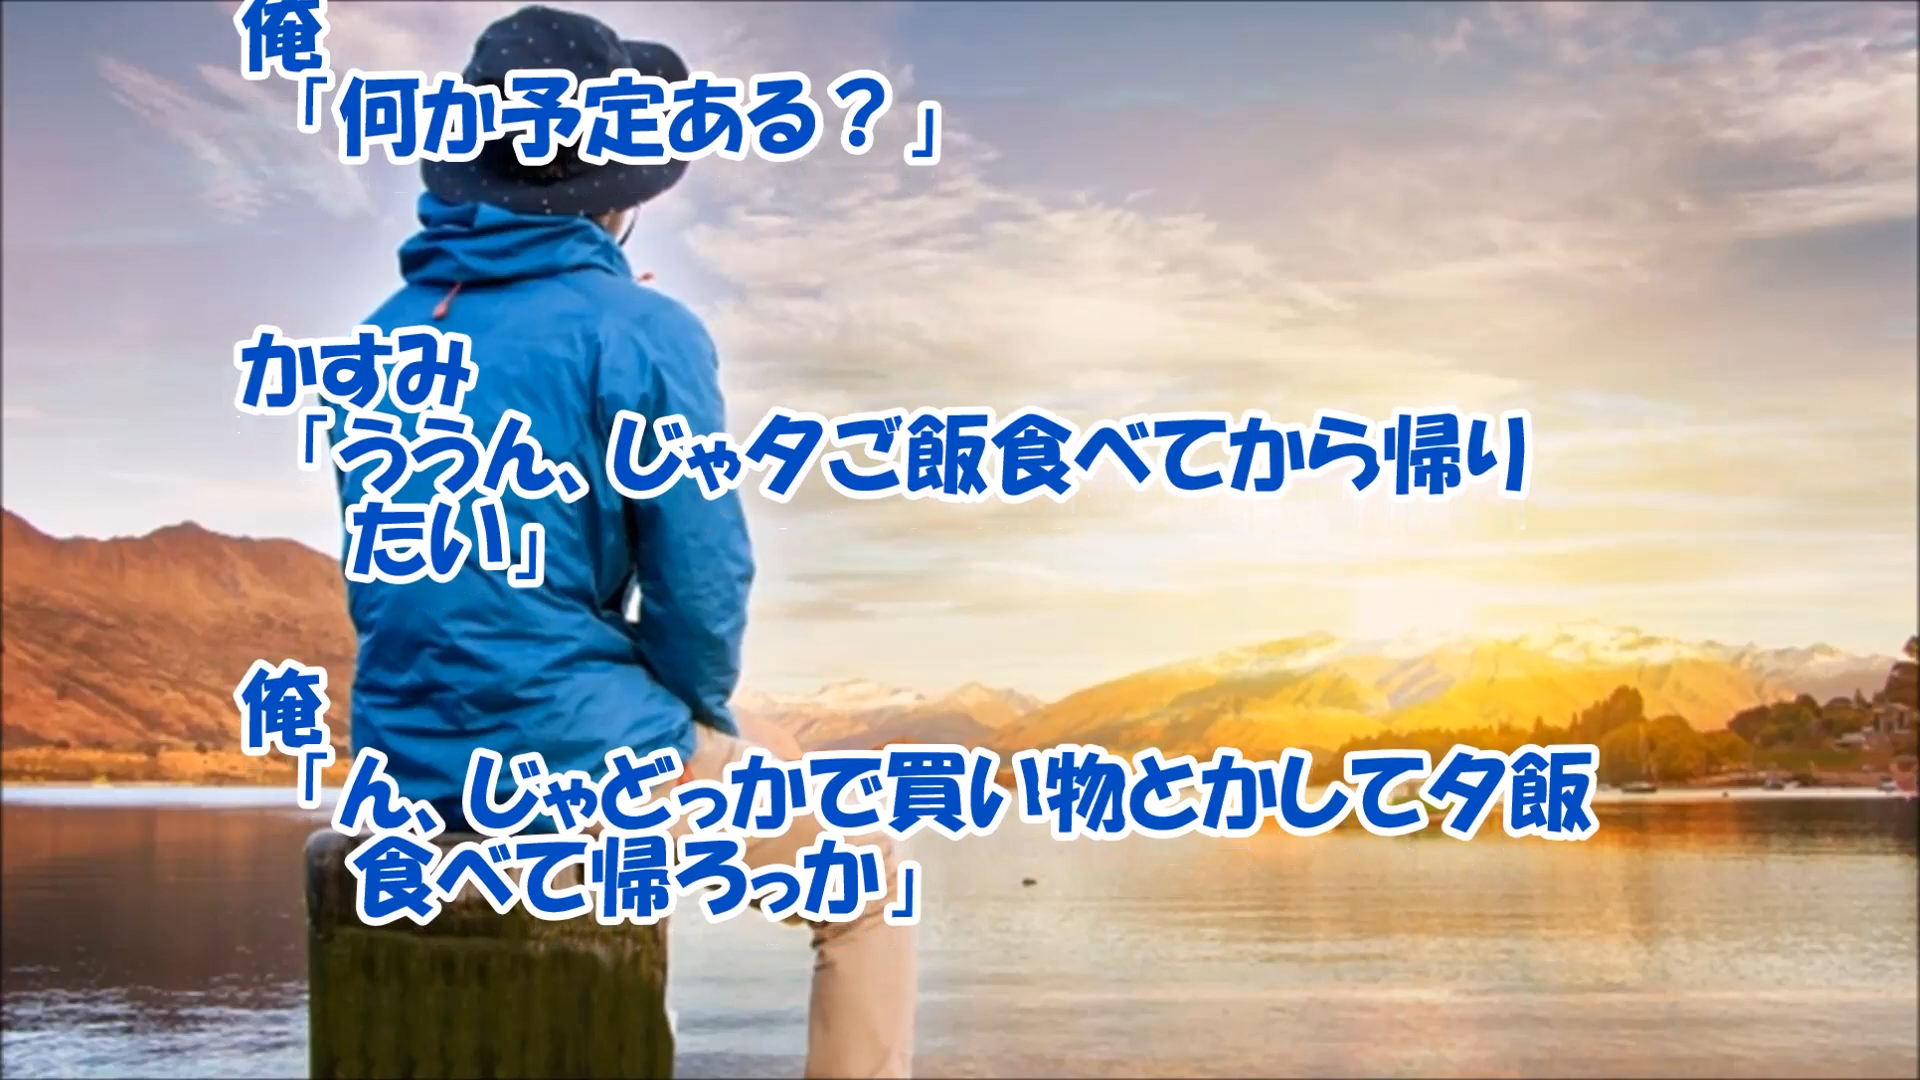 俺
「何か予定ある？」
かすみ
「ううん、じゃ夕ご飯食べてから帰り
たい」
俺
「ん、じゃどっかで買い物とかして夕飯
食べて帰ろっか」